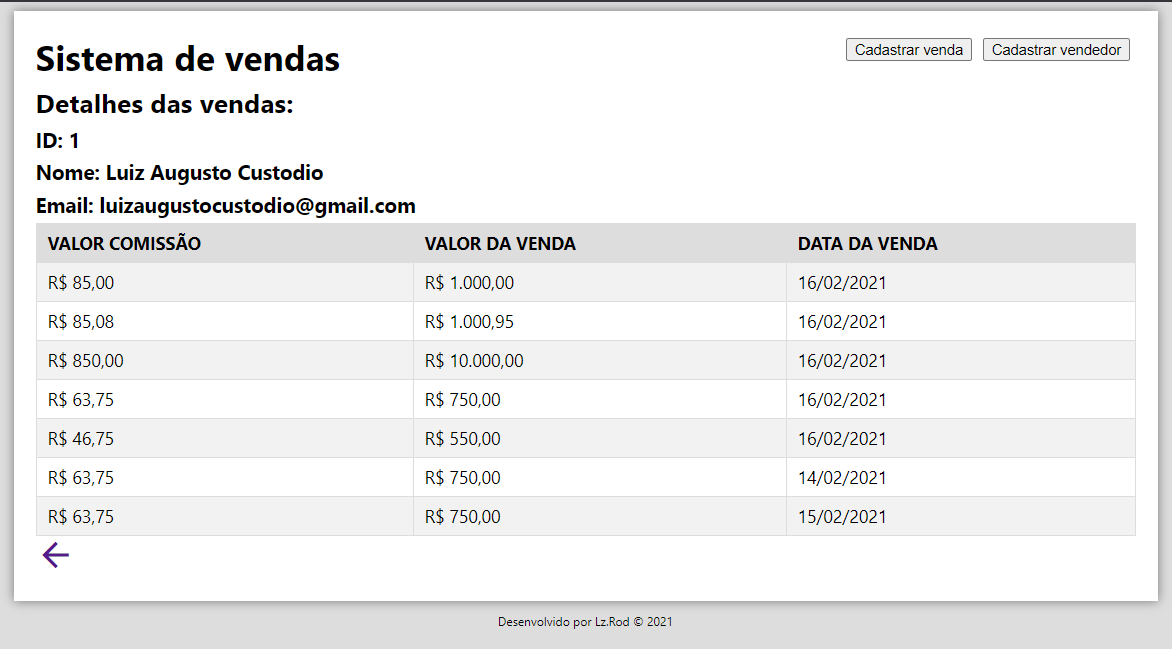 Sistema de vendas
Cadastrar venda Cadastrar vendedor
Detalhes das vendas:
ID: 1
Nome: Luiz Augusto Custodio
Email: luizaugustocustodio@gmail.com
VALOR COMISSÃO VALOR DA VENDA DATA DA VENDA
R$ 85,00 R$ 1.000,00 16/02/2021
R$ 85,08 R$ 1.000,95 16/02/2021
R$ 850,00 R$ 10.000,00 16/02/2021
R$ 63,75 R$ 750,00 16/02/2021
R$ 46,75 R$ 550,00 16/02/2021
R$ 63,75 R$ 750,00 14/02/2021
R$ 63,75 R$ 750,00 15/02/2021
Desenvolvido por Lz.Rod © 2021